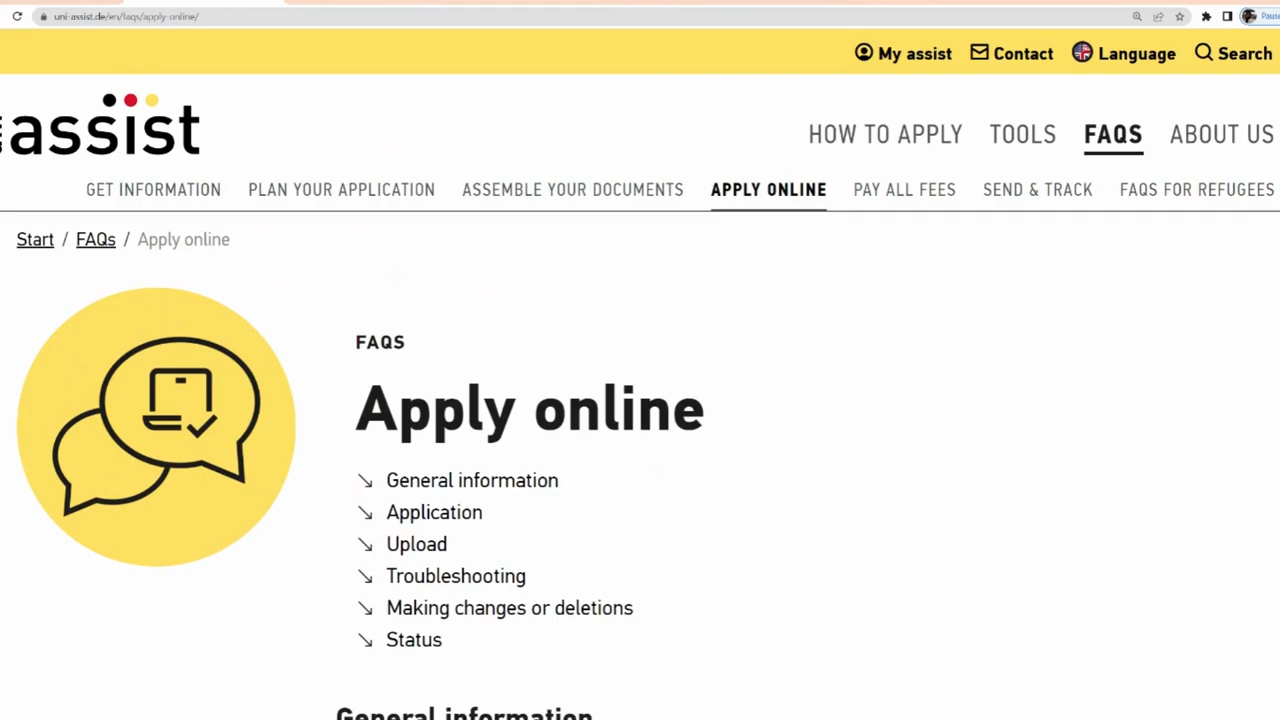 uni-assist.de/en/faqs/apply-online/
My assist Contact Language Search
assist
HOW TO APPLY TOOLS FAQS ABOUT US
GET INFORMATION PLAN YOUR APPLICATION ASSEMBLE YOUR DOCUMENTS APPLY ONLINE PAY ALL FEES SEND & TRACK FAQS FOR REFUGEES
Start / FAQs / Apply online
FAQS
Apply online
↘ General information
↘ Application
↘ Upload
↘ Troubleshooting
↘ Making changes or deletions
↘ Status
General information